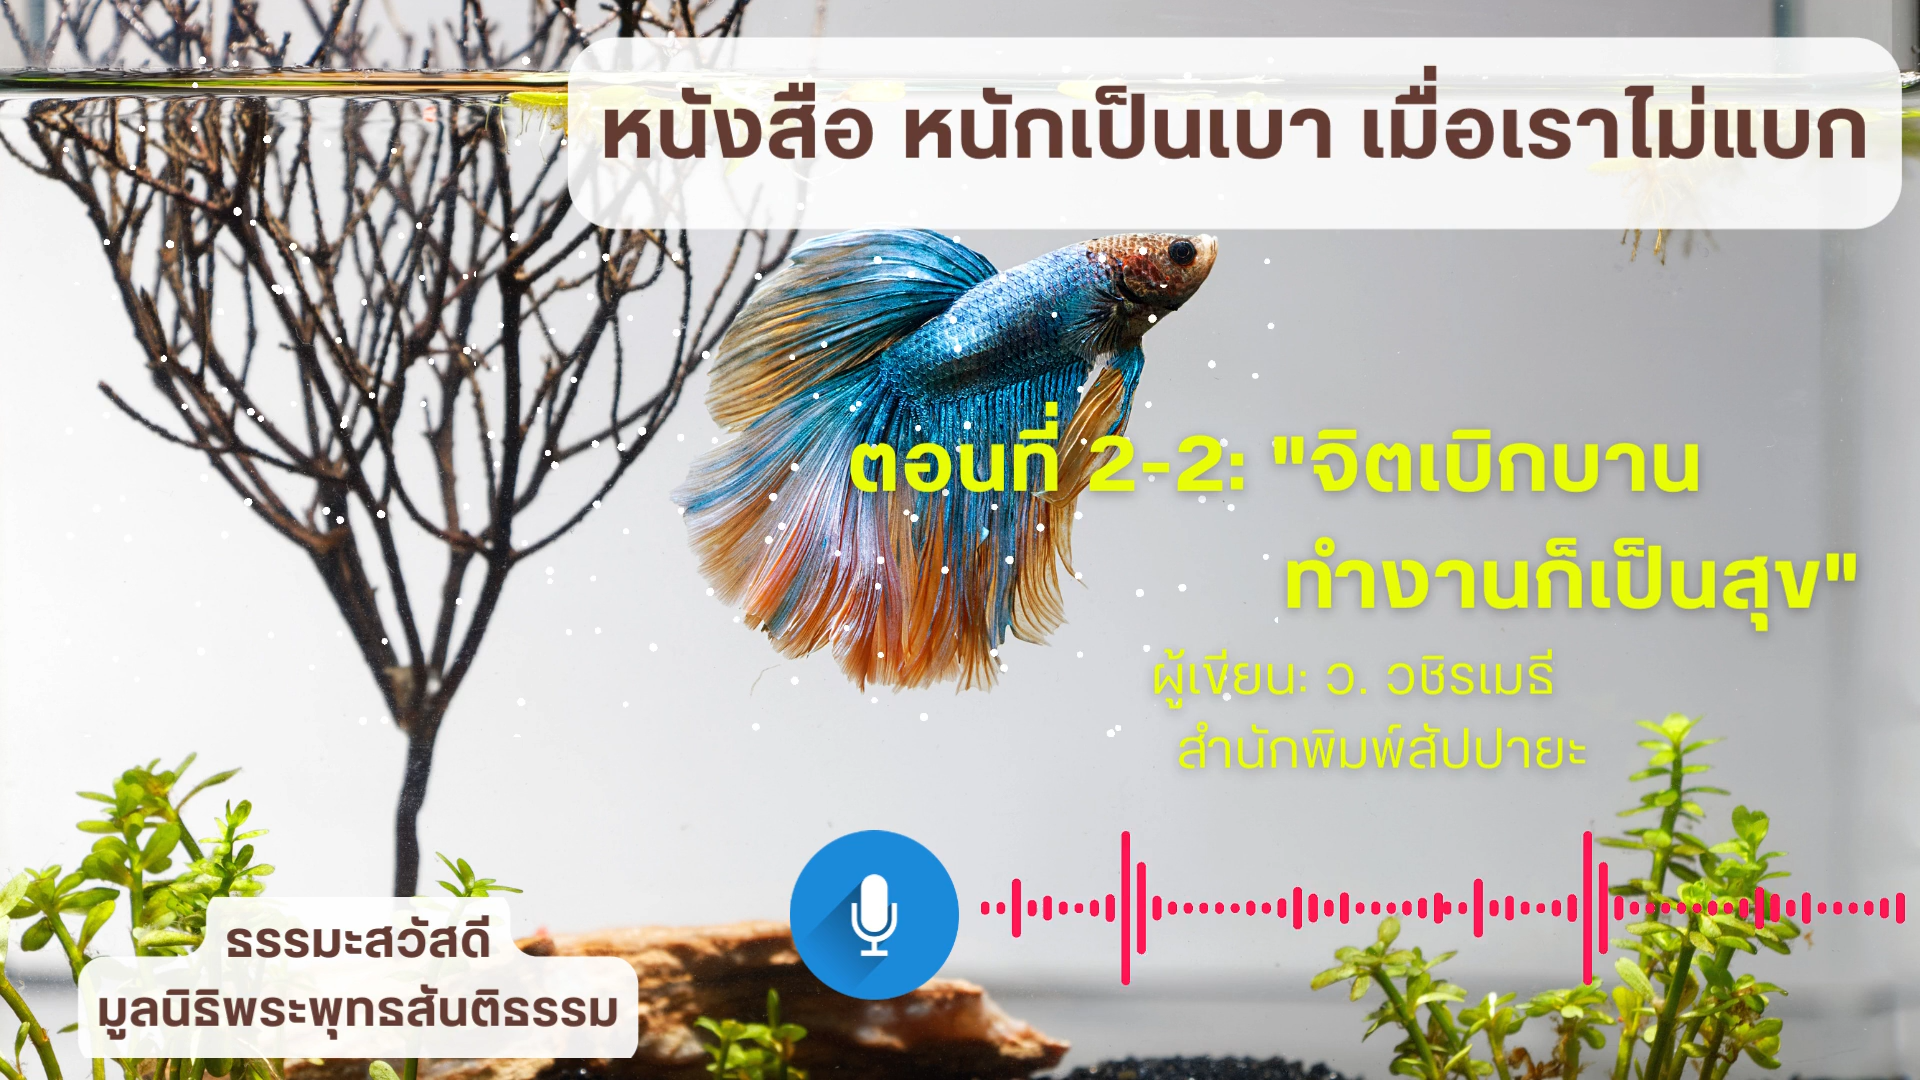 หนังสือ หนักเป็นเบา เมื่อเราไม่แบก
ตอนที่ 2-2: "จิตเบิกบาน
ทำงานก็เป็นสุข"
ผู้เขียน: ว. วชิรเมธี
สำนักพิมพ์สัปปายะ
ธรรมะสวัสดี
มูลนิธิพระพุทธสันติธรรม